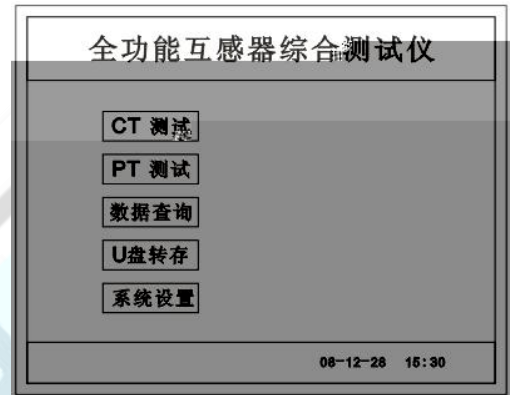 全功能互感器综合测试仪
CT 测试
PT 测试
数据查询
U盘转存
系统设置
08-12-28 15:30